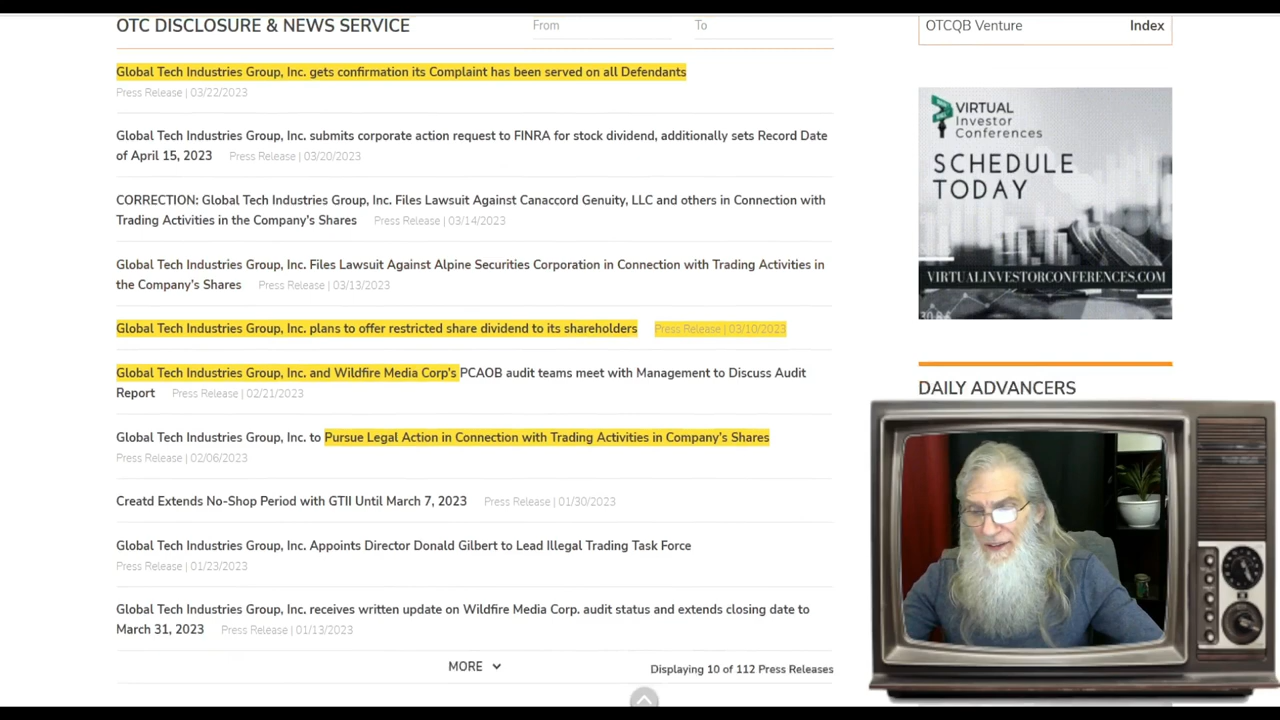 OTC DISCLOSURE & NEWS SERVICE
From
To
Global Tech Industries Group, Inc. gets confirmation its Complaint has been served on all Defendants
Press Release | 03/22/2023
Global Tech Industries Group, Inc. submits corporate action request to FINRA for stock dividend, additionally sets Record Date
of April 15, 2023 Press Release | 03/20/2023
CORRECTION: Global Tech Industries Group, Inc. Files Lawsuit Against Canaccord Genuity, LLC and others in Connection with
Trading Activities in the Company's Shares Press Release | 03/14/2023
Global Tech Industries Group, Inc. Files Lawsuit Against Alpine Securities Corporation in Connection with Trading Activities in
the Company's Shares Press Release | 03/13/2023
Global Tech Industries Group, Inc. plans to offer restricted share dividend to its shareholders Press Release | 03/10/2023
Global Tech Industries Group, Inc. and Wildfire Media Corp's PCAOB audit teams meet with Management to Discuss Audit
Report Press Release | 02/21/2023
Global Tech Industries Group, Inc. to Pursue Legal Action in Connection with Trading Activities in Company's Shares
Press Release | 02/06/2023
Creatd Extends No-Shop Period with GTII Until March 7, 2023 Press Release | 01/30/2023
Global Tech Industries Group, Inc. Appoints Director Donald Gilbert to Lead Illegal Trading Task Force
Press Release | 01/23/2023
Global Tech Industries Group, Inc. receives written update on Wildfire Media Corp. audit status and extends closing date to
March 31, 2023 Press Release | 01/13/2023
MORE
Displaying 10 of 112 Press Releases
OTCQB Venture Index
VIRTUAL
Investor
Conferences
SCHEDULE
TODAY
VIRTUALINVESTORCONFERENCES.COM
30.86
DAILY ADVANCERS